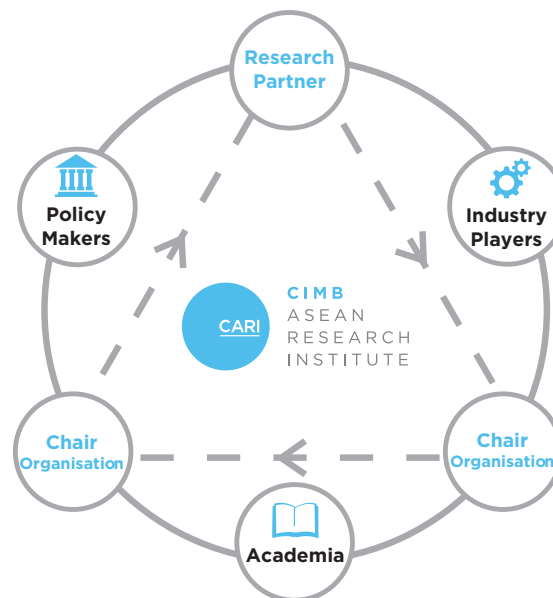 Research
Partner
Policy
Makers
Industry
Players
CARI
CIMB
ASEAN
RESEARCH
INSTITUTE
Chair
Organisation
Chair
Organisation
Academia